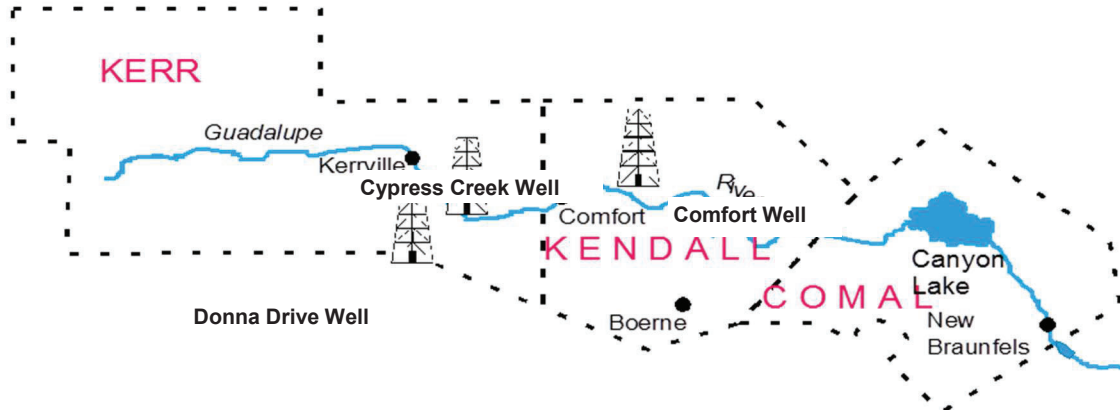 KERR
Guadalupe
Kerrville
Cypress Creek Well
Rive
Comfort
Comfort Well
KENDALL
Canyon
Lake
COMAL
Donna Drive Well
Boerne
New
Braunfels